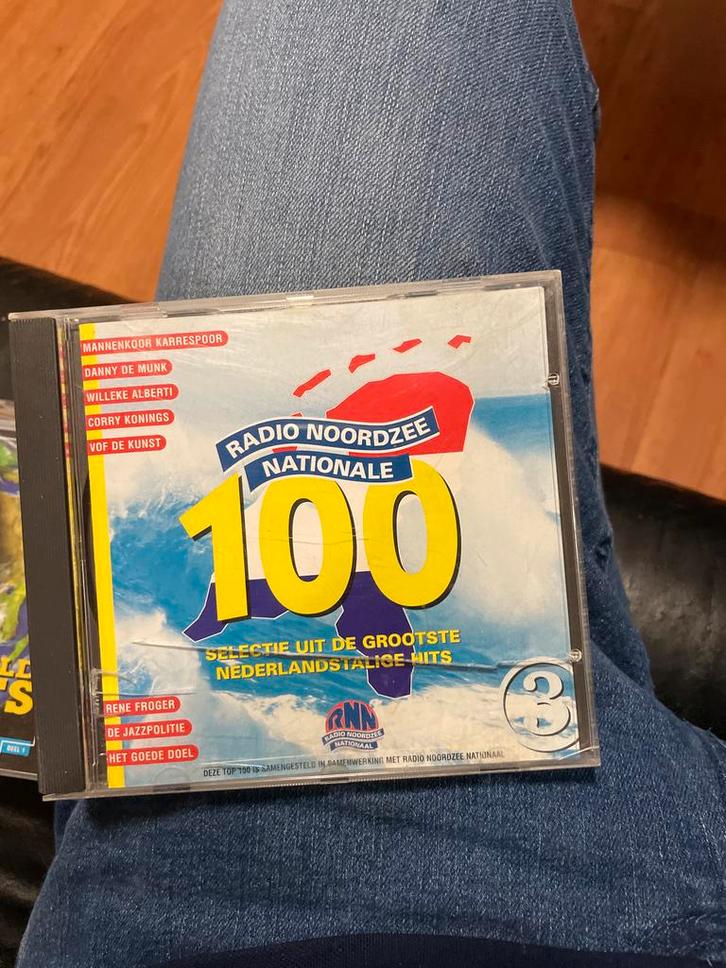 MANNENKOOR KARRESPOOR
DANNY DE MUNK
WILLEKE ALBERTI
CORRY KONINGS
VOF DE KUNST
RADIO NOORDZEE
NATIONALE
100
SELECTIE UIT DE GROOTSTE
NEDERLANDSTALIGE HITS
RENE FROGER
DE JAZZPOLITIE
HET GOEDE DOEL
RNN
RADIO NOORDZEE
NATIONAAL
3
DEZE TOP 100 IS SAMENGESTELD IN SAMENWERKING MET RADIO NOORDZEE NATIONAAL
DEEL 1